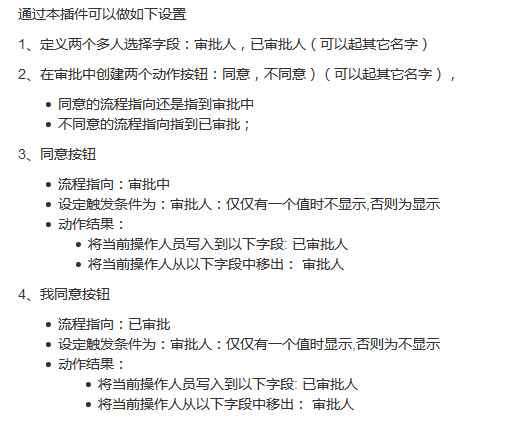 通过本插件可以做如下设置
1、定义两个多人选择字段：审批人，已审批人（可以起其它名字）
2、在审批中创建两个动作按钮：同意，不同意）（可以起其它名字），
• 同意的流程指向还是指到审批中
• 不同意的流程指向指到已审批；
3、同意按钮
• 流程指向：审批中
• 设定触发条件为：审批人：仅仅有一个值时不显示,否则为显示
• 动作结果：
• 将当前操作人员写入到以下字段: 已审批人
• 将当前操作人从以下字段中移出： 审批人
4、我同意按钮
• 流程指向：已审批
• 设定触发条件为：审批人：仅仅有一个值时显示,否则为不显示
• 动作结果：
• 将当前操作人员写入到以下字段: 已审批人
• 将当前操作人从以下字段中移出： 审批人